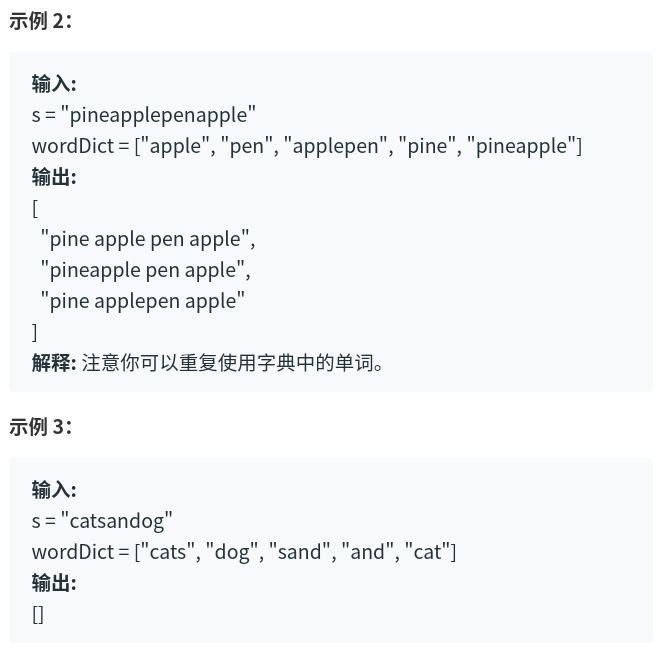 示例 2：
输入:
s = "pineapplepenapple"
wordDict = ["apple", "pen", "applepen", "pine", "pineapple"]
输出:
[
  "pine apple pen apple",
  "pineapple pen apple",
  "pine applepen apple"
]
解释: 注意你可以重复使用字典中的单词。
示例 3：
输入:
s = "catsandog"
wordDict = ["cats", "dog", "sand", "and", "cat"]
输出:
[]